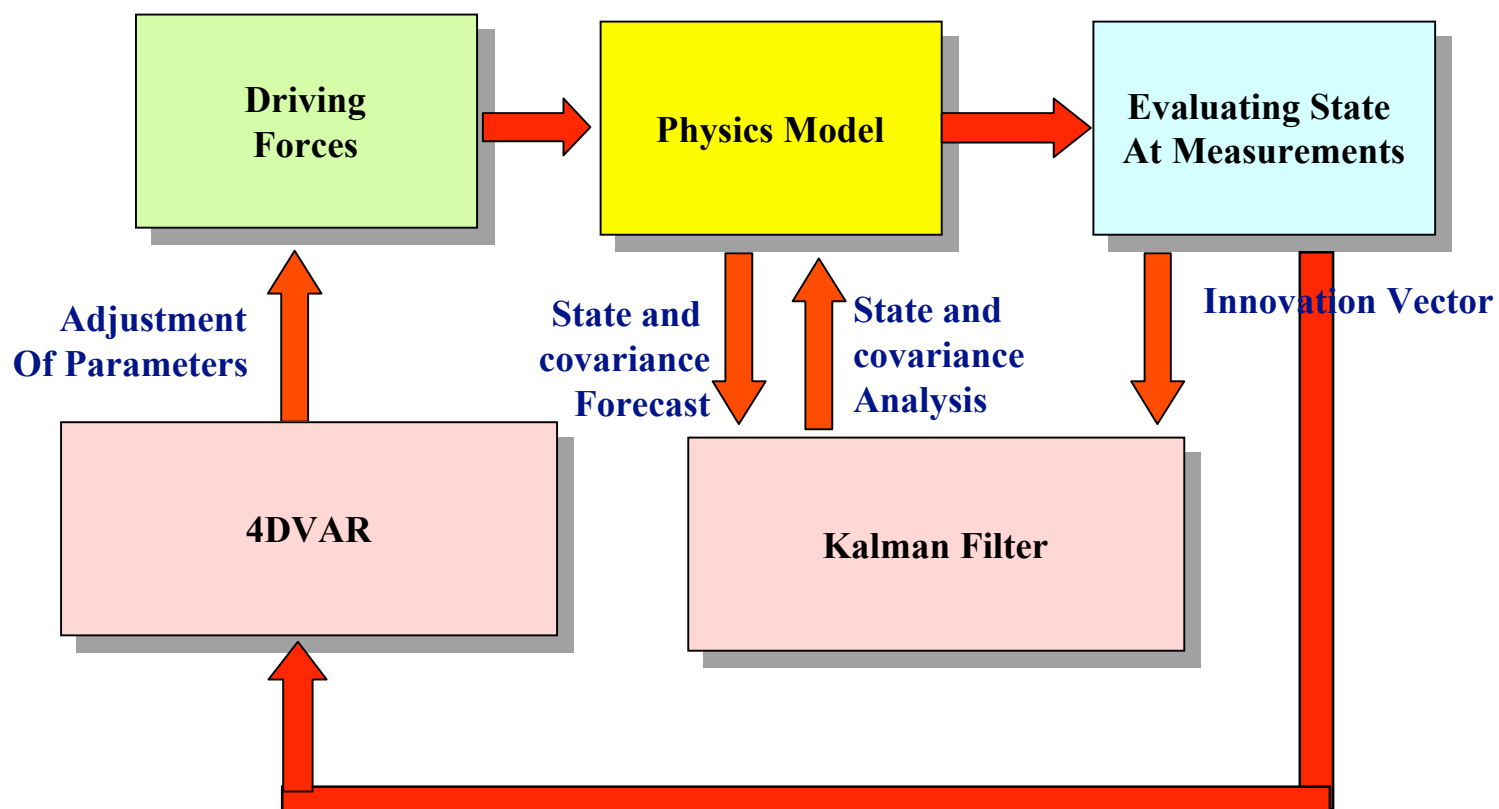 Driving
Forces
Physics Model
Evaluating State
At Measurements
Adjustment
Of Parameters
State and
covariance
Forecast
State and
covariance
Analysis
Innovation Vector
4DVAR
Kalman Filter